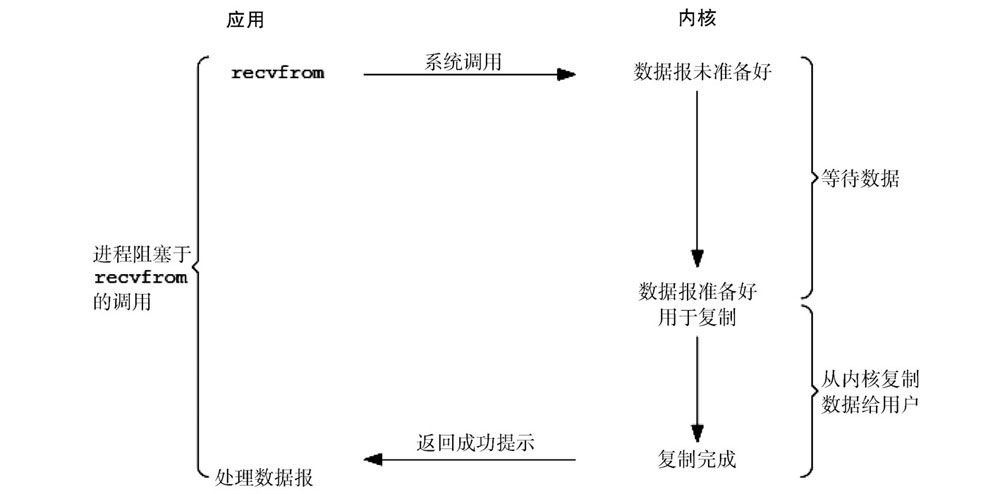 应用
内核
recvfrom
系统调用
数据报未准备好
等待数据
进程阻塞于
recvfrom
的调用
数据报准备好
用于复制
从内核复制
数据给用户
返回成功提示
复制完成
处理数据报